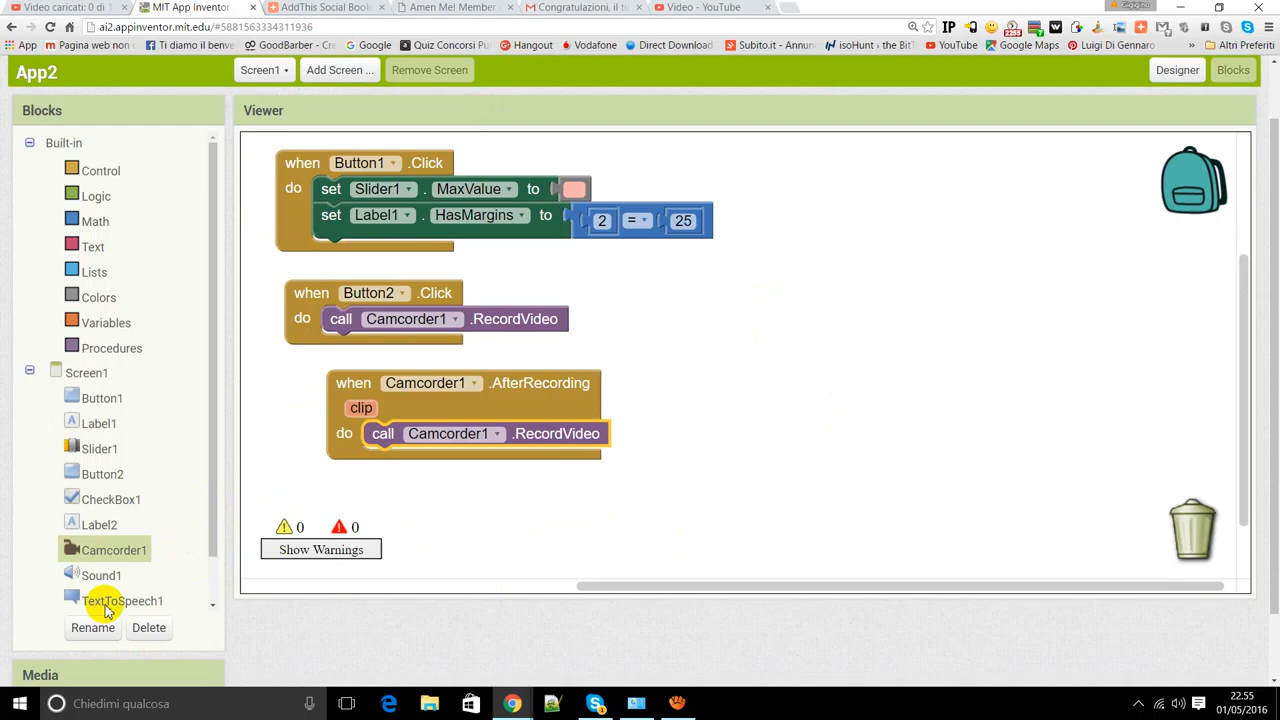 Video caricati: 0 di 1
MIT App Inventor
AddThis Social Book
Amen Me! Member
Congratulazioni, il tu
Video - YouTube
Gigigino
ai2.appinventor.mit.edu/#5881563334311936
IP
2255
7
App
Pagina web non
Ti diamo il benve
GoodBarber
Google
Quiz Concorsi Pu
Hangout
Vodafone
Direct Download
Subito.it - Annun
isoHunt - the BitT
YouTube
Google Maps
Luigi Di Gennaro
»
Altri Preferiti
App2
Screen1
Add Screen ...
Remove Screen
Designer
Blocks
Blocks
Viewer
Built-in
Control
Logic
Math
Text
Lists
Colors
Variables
Procedures
Screen1
Button1
Label1
Slider1
Button2
CheckBox1
Label2
Camcorder1
Sound1
TextToSpeech1
Rename
Delete
Media
when Button1 .Click
do set Slider1 . MaxValue to
set Label1 . HasMargins to 2 = 25
when Button2 .Click
do call Camcorder1 .RecordVideo
when Camcorder1 .AfterRecording
clip
do call Camcorder1 .RecordVideo
0 0
Show Warnings
Chiedimi qualcosa
22.55
01/05/2016